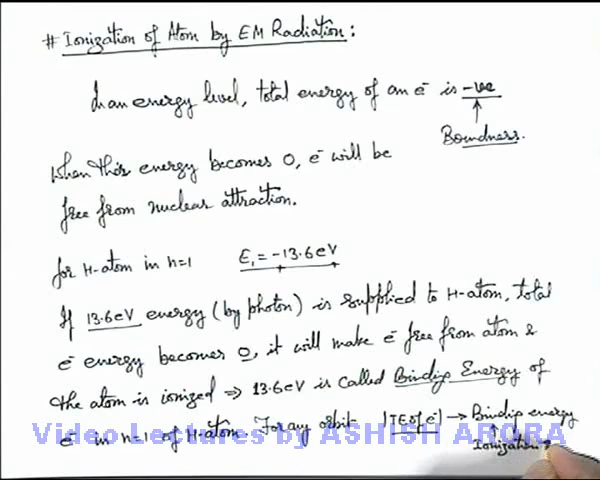 # Ionization of Atom by EM Radiation:
In an energy level, total energy of an e⁻ is -ve
↑
Boundness.
When this energy becomes 0, e⁻ will be
free from nuclear attraction.
for H-atom in n=1    E₁ = -13.6 eV
If 13.6eV energy (by photon) is supplied to H-atom, total
e⁻ energy becomes 0, it will make e⁻ free from atom &
the atom is ionized ⇒ 13.6eV is called Binding Energy of
e⁻ in n=1 of H-atom. For any orbit |TE of e⁻| → Binding energy
Video Lectures by ASHISH ARORA
Ionization